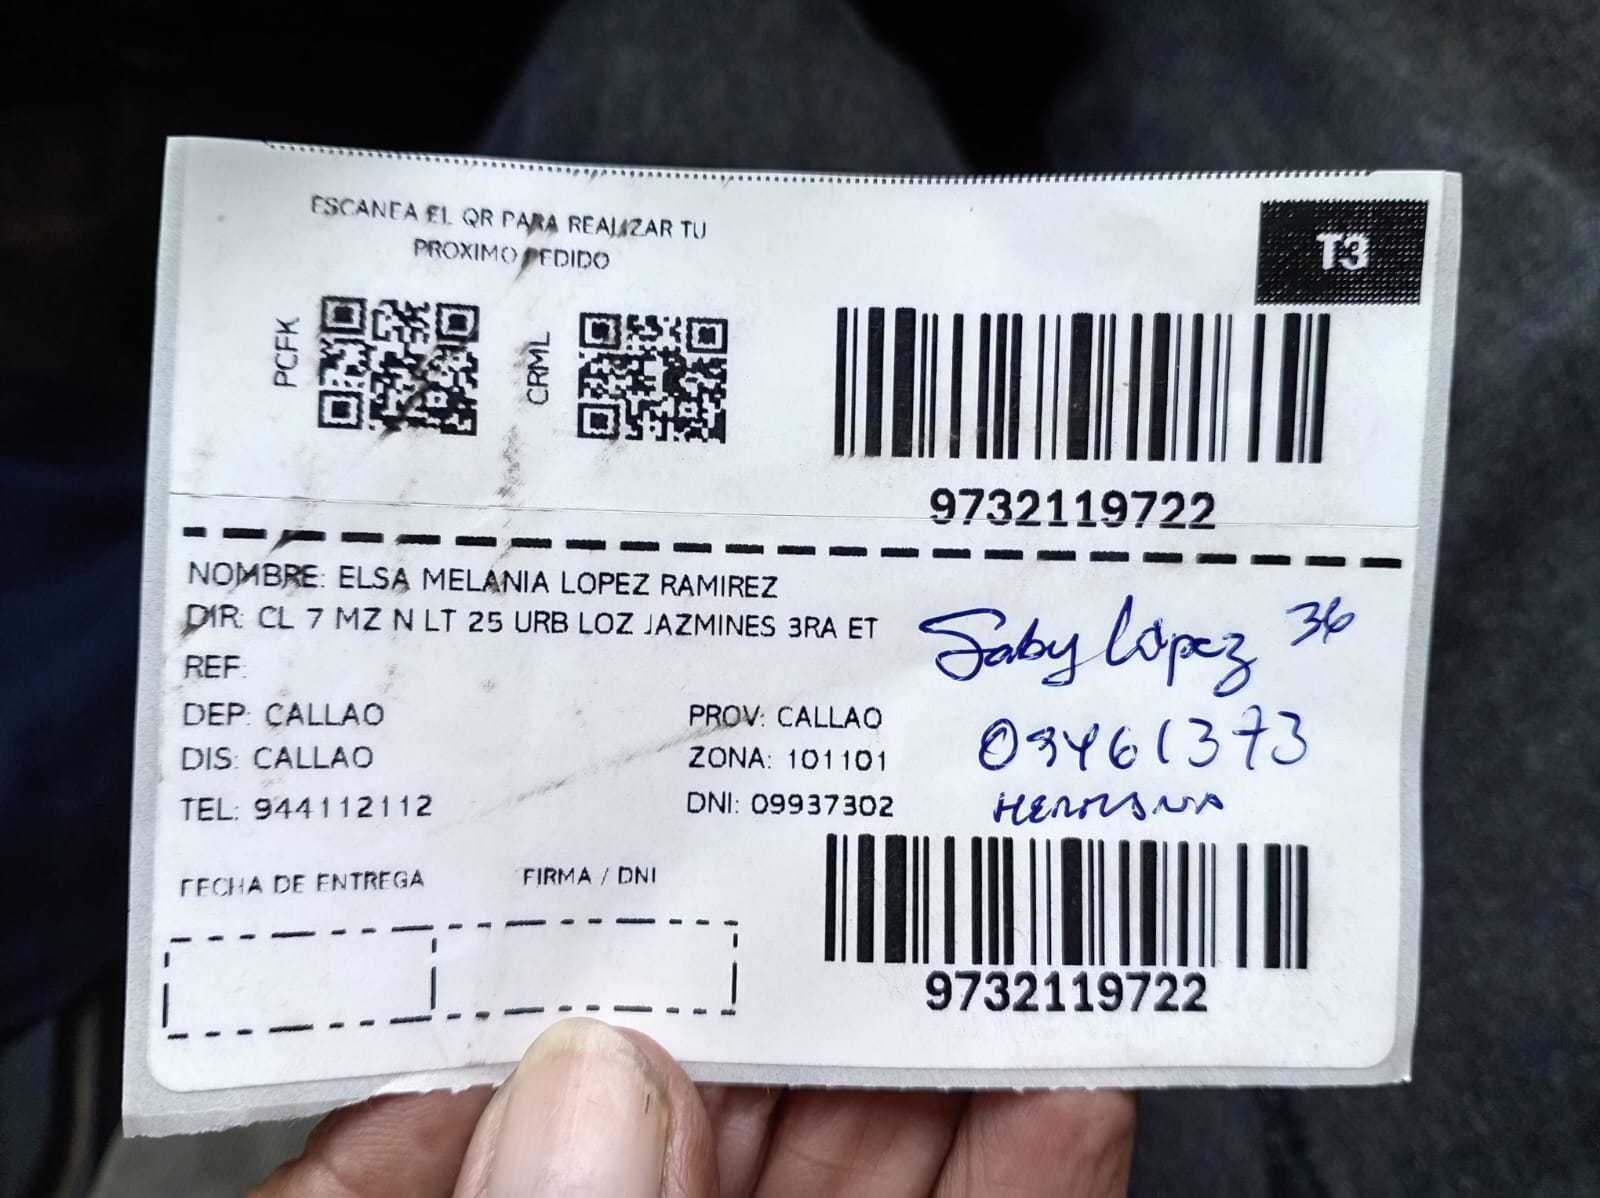 ESCANEA EL QR PARA REALIZAR TU
PROXIMO PEDIDO
T3
PCFK
CRML
9732119722
NOMBRE: ELSA MELANIA LOPEZ RAMIREZ
DIR: CL 7 MZ N LT 25 URB LOZ JAZMINES 3RA ET
Saby López 36
REF:
DEP: CALLAO PROV: CALLAO
DIS: CALLAO ZONA: 101101
09461373
TEL: 944112112 DNI: 09937302
HERMANA
FECHA DE ENTREGA FIRMA / DNI
9732119722